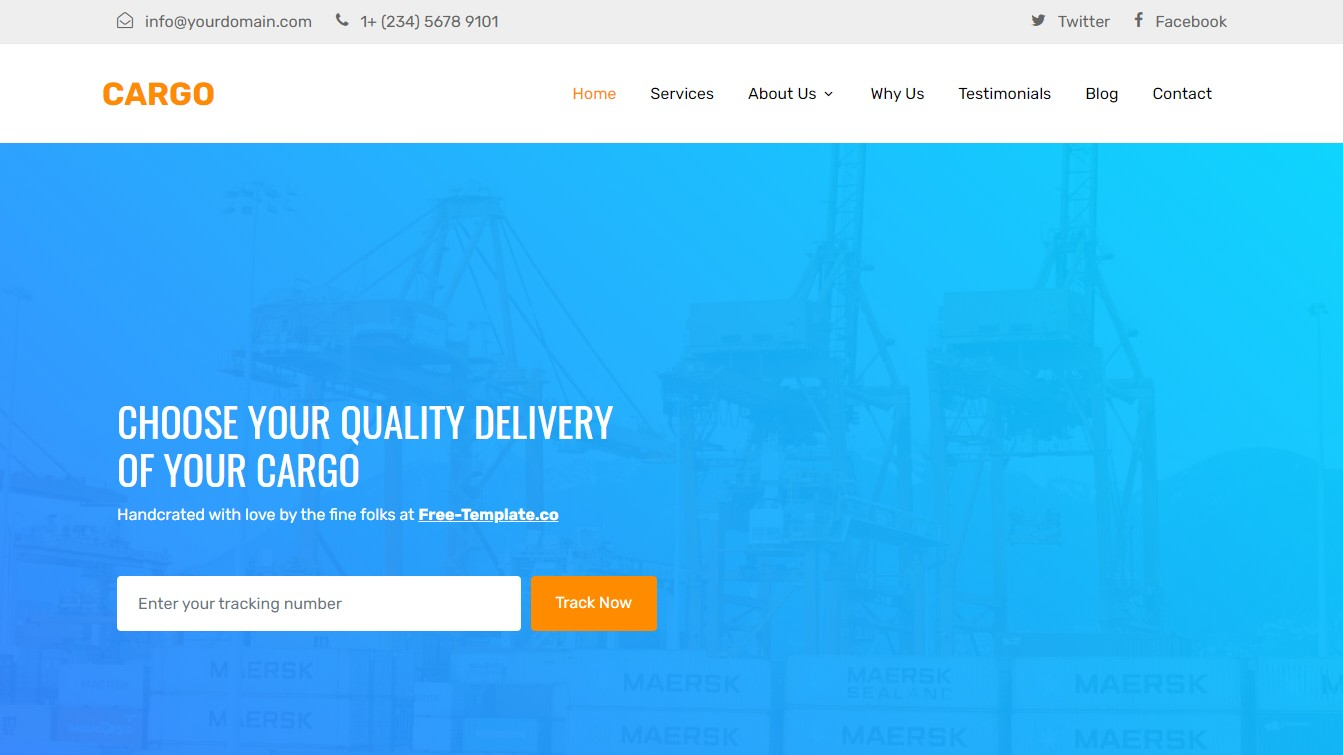 info@yourdomain.com 1+ (234) 5678 9101 Twitter Facebook
CARGO Home Services About Us Why Us Testimonials Blog Contact
CHOOSE YOUR QUALITY DELIVERY
OF YOUR CARGO
Handcrated with love by the fine folks at Free-Template.co
Enter your tracking number Track Now
MAERSK MAERSK MAERSK SEALAND MAERSK
MAERSK MAERSK MAERSK MAERSK